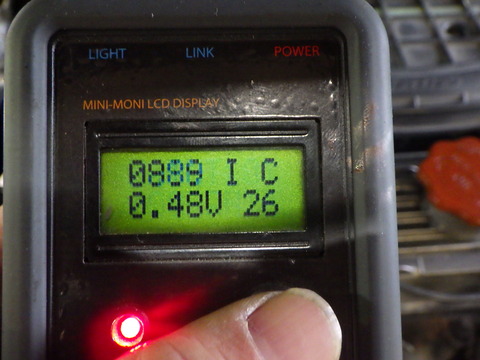 LIGHT LINK POWER
MINI-MONI LCD DISPLAY
0889 I C
0.48V 26